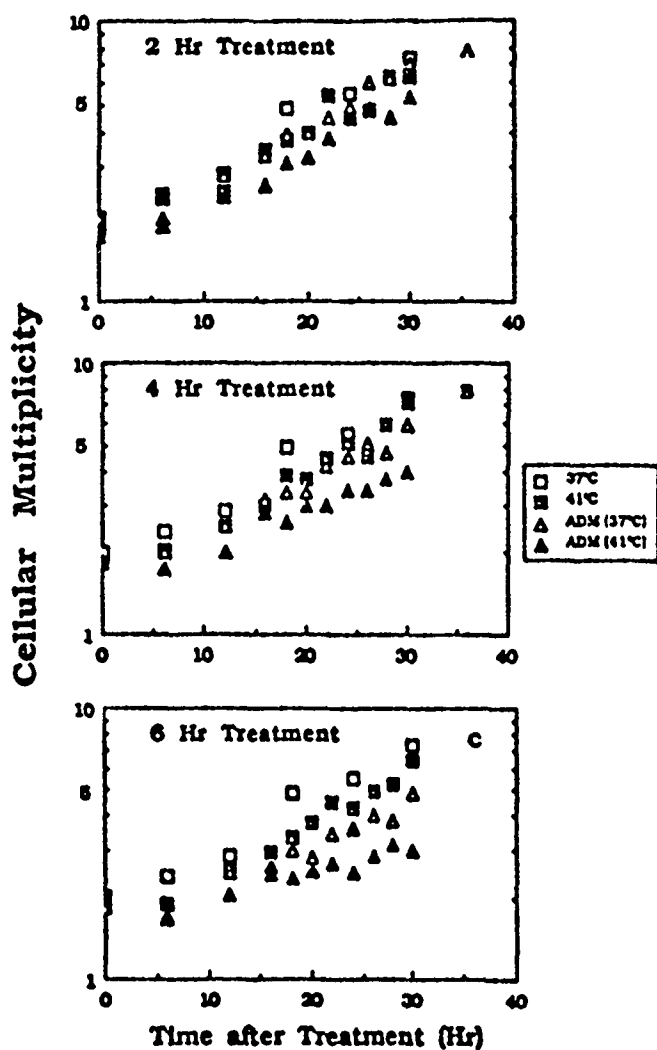 10
2 Hr Treatment
A
5
1
0
10
20
30
40
10
4 Hr Treatment
B
5
1
0
10
20
30
40
37°C
41°C
ADM (37°C)
ADM (41°C)
Cellular Multiplicity
10
6 Hr Treatment
C
5
1
0
10
20
30
40
Time after Treatment (Hr)